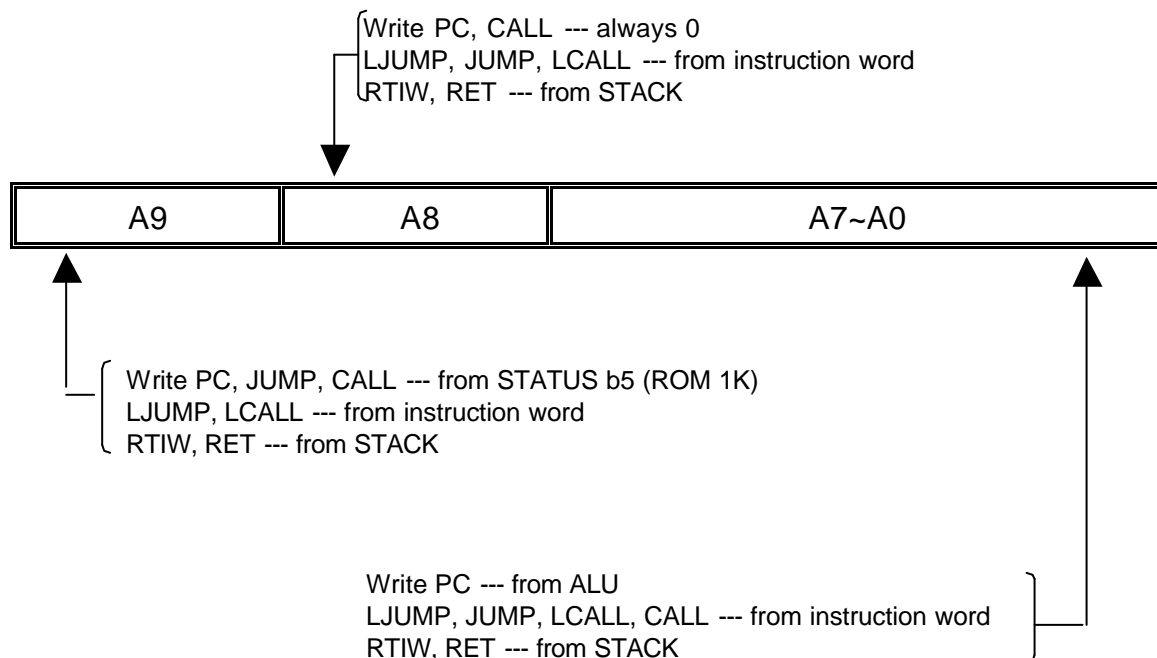 Write PC, CALL --- always 0
LJUMP, JUMP, LCALL --- from instruction word
RTIW, RET --- from STACK
A9 A8 A7~A0
Write PC, JUMP, CALL --- from STATUS b5 (ROM 1K)
LJUMP, LCALL --- from instruction word
RTIW, RET --- from STACK
Write PC --- from ALU
LJUMP, JUMP, LCALL, CALL --- from instruction word
RTIW, RET --- from STACK